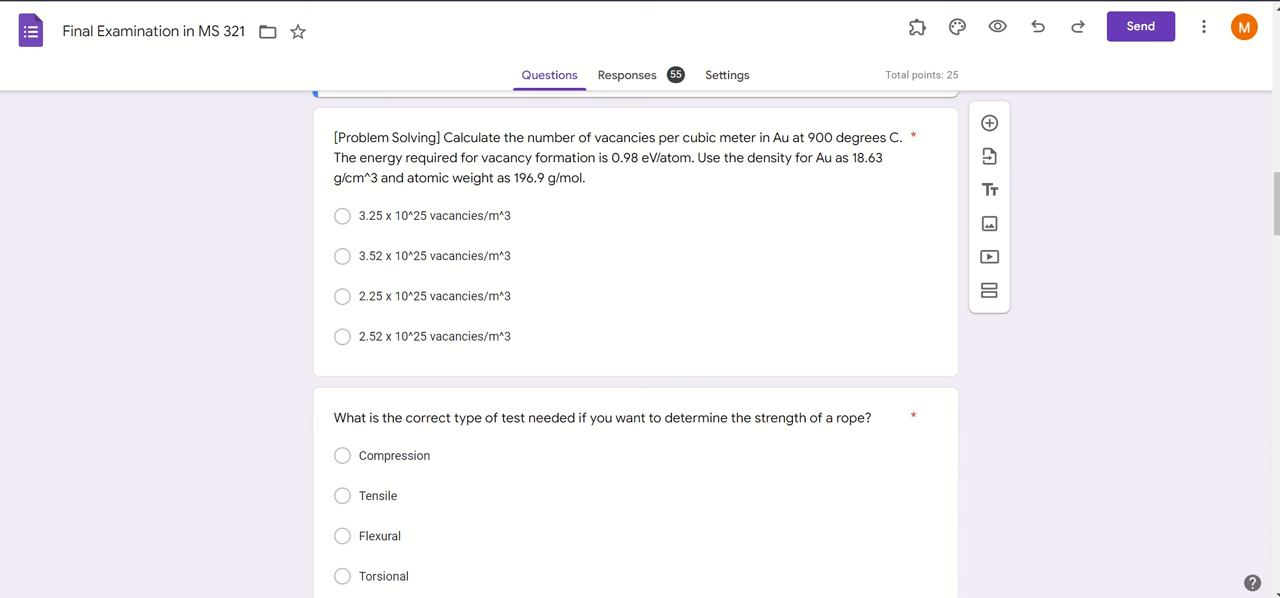 Final Examination in MS 321
Send
M
Questions
Responses
55
Settings
Total points: 25
[Problem Solving] Calculate the number of vacancies per cubic meter in Au at 900 degrees C. *
The energy required for vacancy formation is 0.98 eV/atom. Use the density for Au as 18.63
g/cm^3 and atomic weight as 196.9 g/mol.
3.25 x 10^25 vacancies/m^3
3.52 x 10^25 vacancies/m^3
2.25 x 10^25 vacancies/m^3
2.52 x 10^25 vacancies/m^3
Tт
What is the correct type of test needed if you want to determine the strength of a rope? *
Compression
Tensile
Flexural
Torsional
?